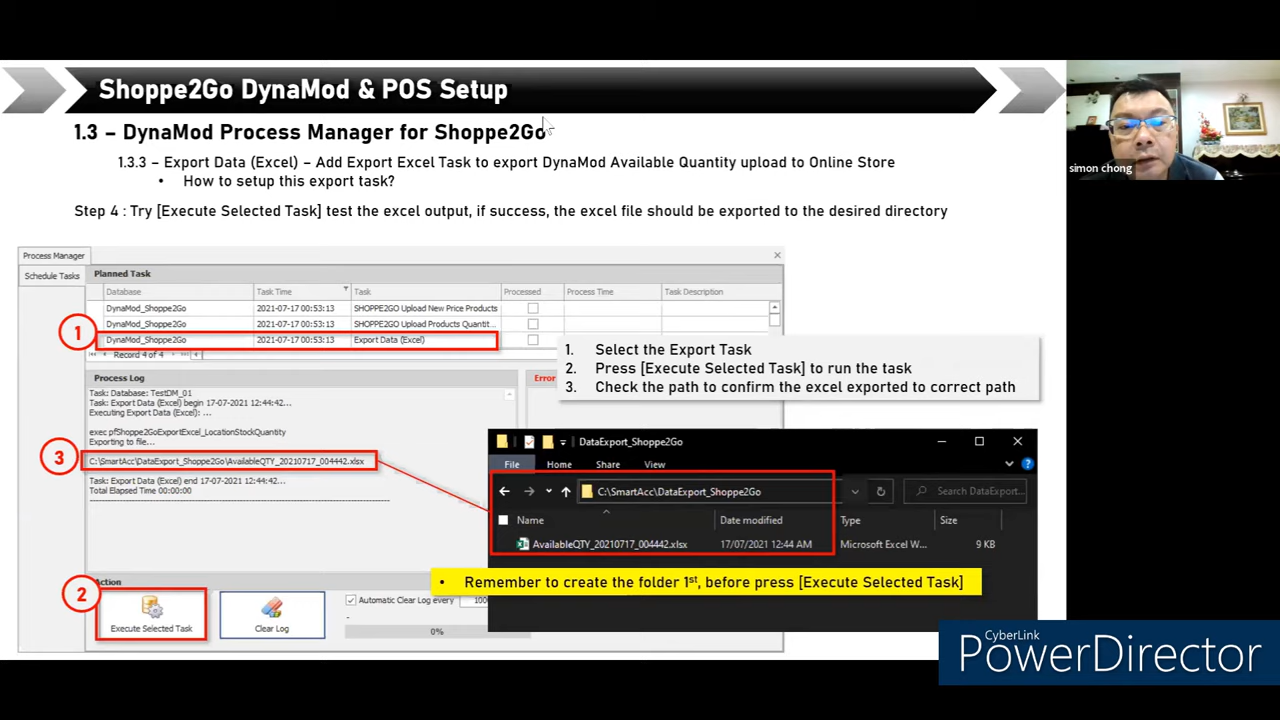 Shoppe2Go DynaMod & POS Setup
1.3 – DynaMod Process Manager for Shoppe2Go
simon chong
1.3.3 – Export Data (Excel) – Add Export Excel Task to export DynaMod Available Quantity upload to Online Store
• How to setup this export task?
Step 4 : Try [Execute Selected Task] test the excel output, if success, the excel file should be exported to the desired directory
Process Manager
Schedule Tasks
Planned Task
Database Task Time Task Processed Process Time Task Description
DynaMod_Shoppe2Go 2021-07-17 00:53:13 SHOPPE2GO Upload New Price Products
DynaMod_Shoppe2Go 2021-07-17 00:53:13 SHOPPE2GO Upload Products Quantit...
1
DynaMod_Shoppe2Go 2021-07-17 00:53:13 Export Data (Excel)
Record 4 of 4
1. Select the Export Task
2. Press [Execute Selected Task] to run the task
3. Check the path to confirm the excel exported to correct path
Process Log
Error
Task: Database: TestDM_01
Task: Export Data (Excel) begin 17-07-2021 12:44:42...
Executing Export Data (Excel): ...
exec pfShoppe2GoExportExcel_LocationStockQuantity
Exporting to file...
3
C:\SmartAcc\DataExport_Shoppe2Go\AvailableQTY_20210717_004442.xlsx
Task: Export Data (Excel) end 17-07-2021 12:44:42...
Total Elapsed Time 00:00:00
DataExport_Shoppe2Go
File Home Share View
C:\SmartAcc\DataExport_Shoppe2Go
Search DataExport...
Name Date modified Type Size
AvailableQTY_20210717_004442.xlsx 17/07/2021 12:44 AM Microsoft Excel W... 9 KB
• Remember to create the folder 1st, before press [Execute Selected Task]
Action
2
Execute Selected Task
Clear Log
Automatic Clear Log every
-
0%
CyberLink
PowerDirector